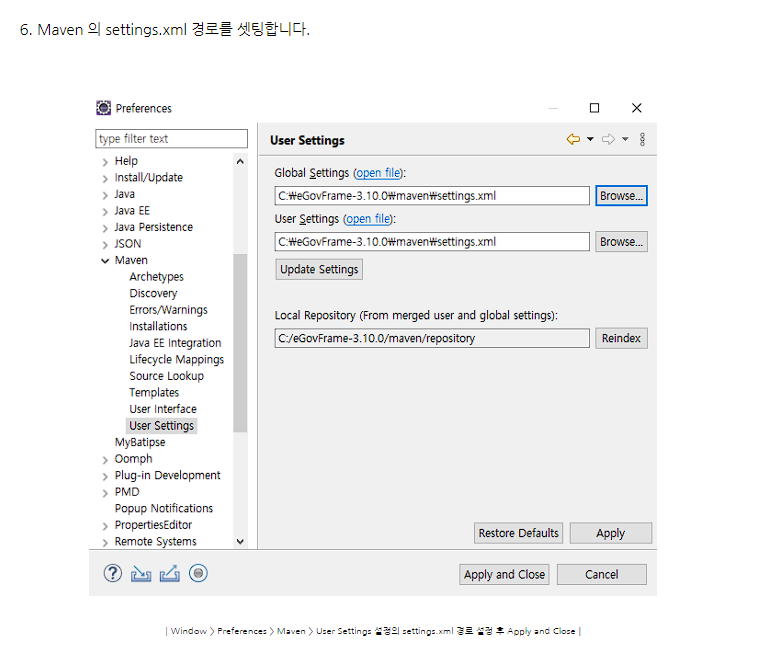 6. Maven 의 settings.xml 경로를 셋팅합니다.
Preferences
type filter text
Help
Install/Update
Java
Java EE
Java Persistence
JSON
Maven
Archetypes
Discovery
Errors/Warnings
Installations
Java EE Integration
Lifecycle Mappings
Source Lookup
Templates
User Interface
User Settings
MyBatipse
Oomph
Plug-in Development
PMD
Popup Notifications
PropertiesEditor
Remote Systems
User Settings
Global Settings (open file):
C:₩eGovFrame-3.10.0₩maven₩settings.xml
Browse...
User Settings (open file):
C:₩eGovFrame-3.10.0₩maven₩settings.xml
Browse...
Update Settings
Local Repository (From merged user and global settings):
C:/eGovFrame-3.10.0/maven/repository
Reindex
Restore Defaults
Apply
Apply and Close
Cancel
| Window > Preferences > Maven > User Settings 설정의 settings.xml 경로 설정 후 Apply and Close |